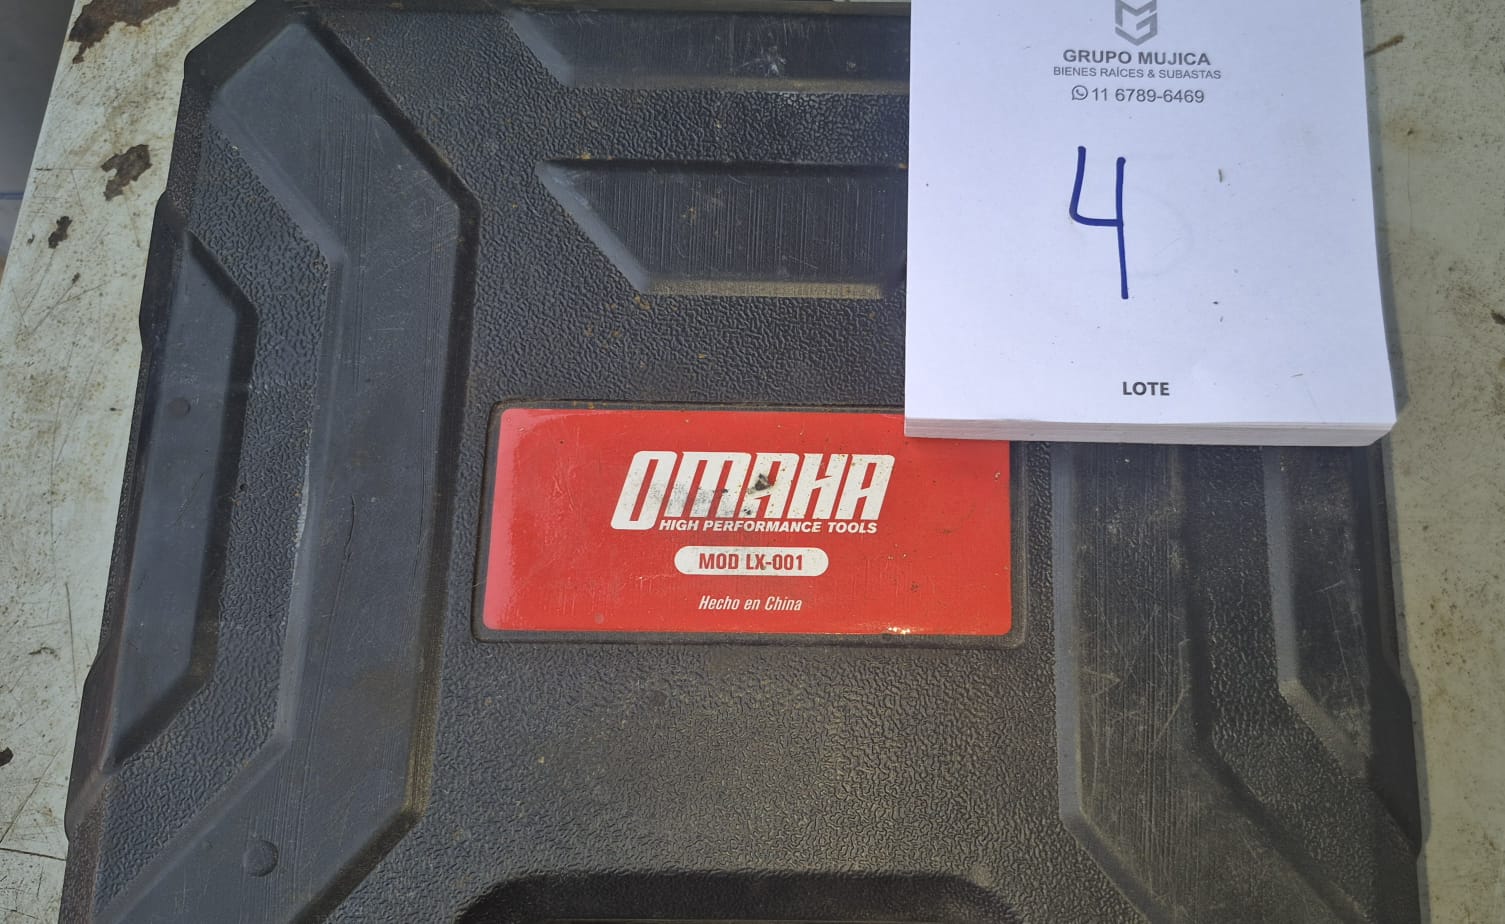 GRUPO MUJICA
BIENES RAÍCES & SUBASTAS
11 6789-6469
4
LOTE
OMAHA
HIGH PERFORMANCE TOOLS
MOD LX-001
Hecho en China